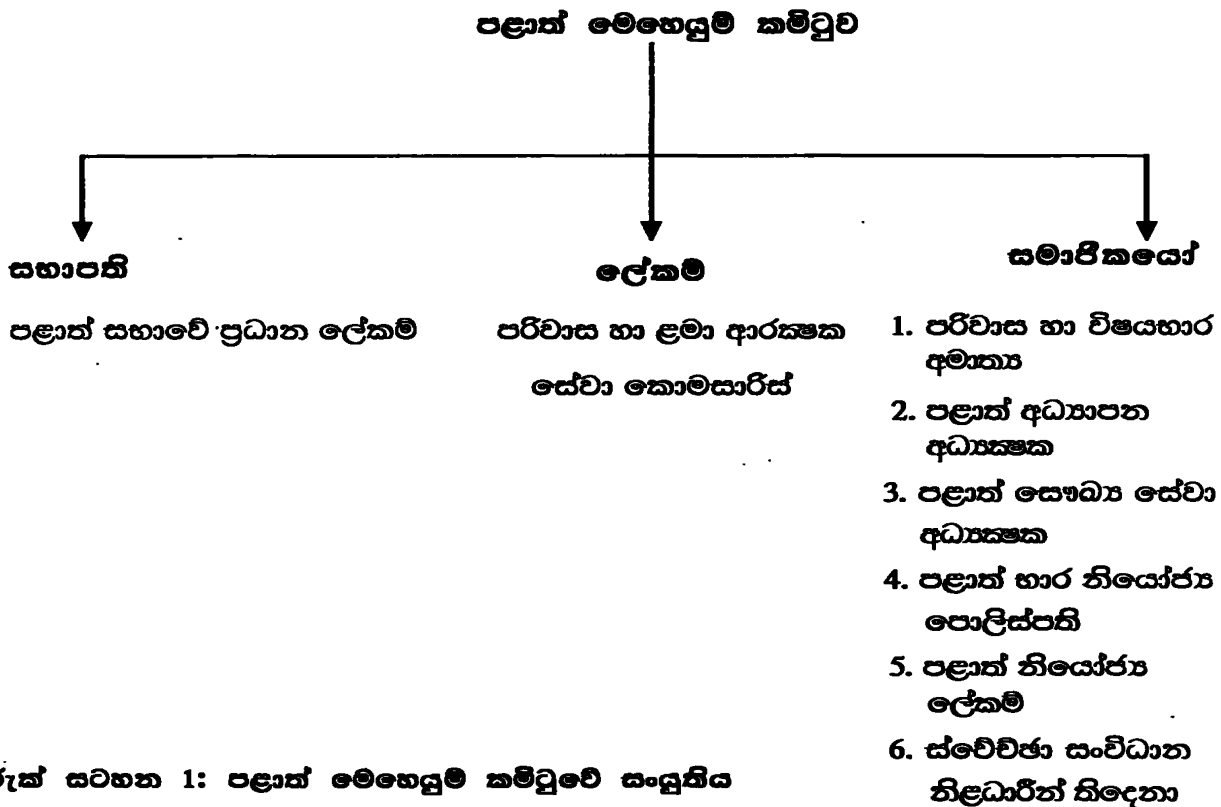 පළාත් මෙහෙයුම් කමිටුව
සභාපති
පළාත් සභාවේ ප්‍රධාන ලේකම්
ලේකම්
පරිවාස හා ළමා ආරක්ෂක
සේවා කොමසාරිස්
සමාජිකයෝ
1. පරිවාස හා විෂයභාර
අමාත්‍ය
2. පළාත් අධ්‍යාපන
අධ්‍යක්ෂක
3. පළාත් සෞඛ්‍ය සේවා
අධ්‍යක්ෂක
4. පළාත් භාර නියෝජ්‍ය
පොලිස්පති
5. පළාත් නියෝජ්‍ය
ලේකම්
6. ස්වේච්ඡා සංවිධාන
නිළධාරීන් තිදෙනා
සටහන 1: පළාත් මෙහෙයුම් කමිටුවේ සංයුතිය